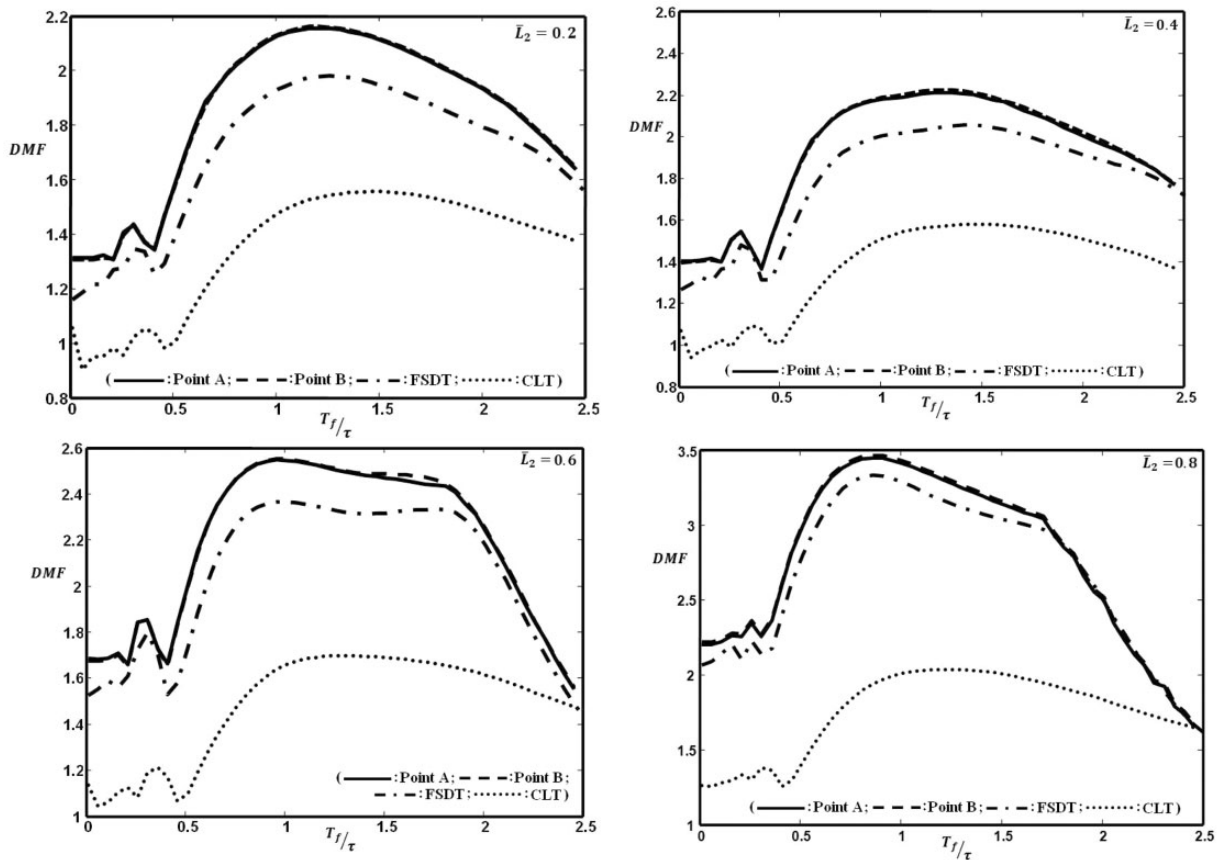 2.2
2
1.8
1.6
1.4
1.2
1
0.8
DMF
L̄₂ = 0.2
( :Point A; :Point B; :FSDT; :CLT)
0 0.5 1 1.5 2 2.5
T_f/τ
2.6
2.4
2.2
2
1.8
1.6
1.4
1.2
1
0.8
DMF
L̄₂ = 0.4
( :Point A; :Point B; :FSDT; :CLT)
0 0.5 1 1.5 2 2.5
T_f/τ
2.6
2.4
2.2
2
1.8
1.6
1.4
1.2
1
DMF
L̄₂ = 0.6
( :Point A; :Point B;
:FSDT; :CLT)
0 0.5 1 1.5 2 2.5
T_f/τ
3.5
3
2.5
2
1.5
1
DMF
L̄₂ = 0.8
( :Point A; :Point B; :FSDT; :CLT)
0 0.5 1 1.5 2 2.5
T_f/τ